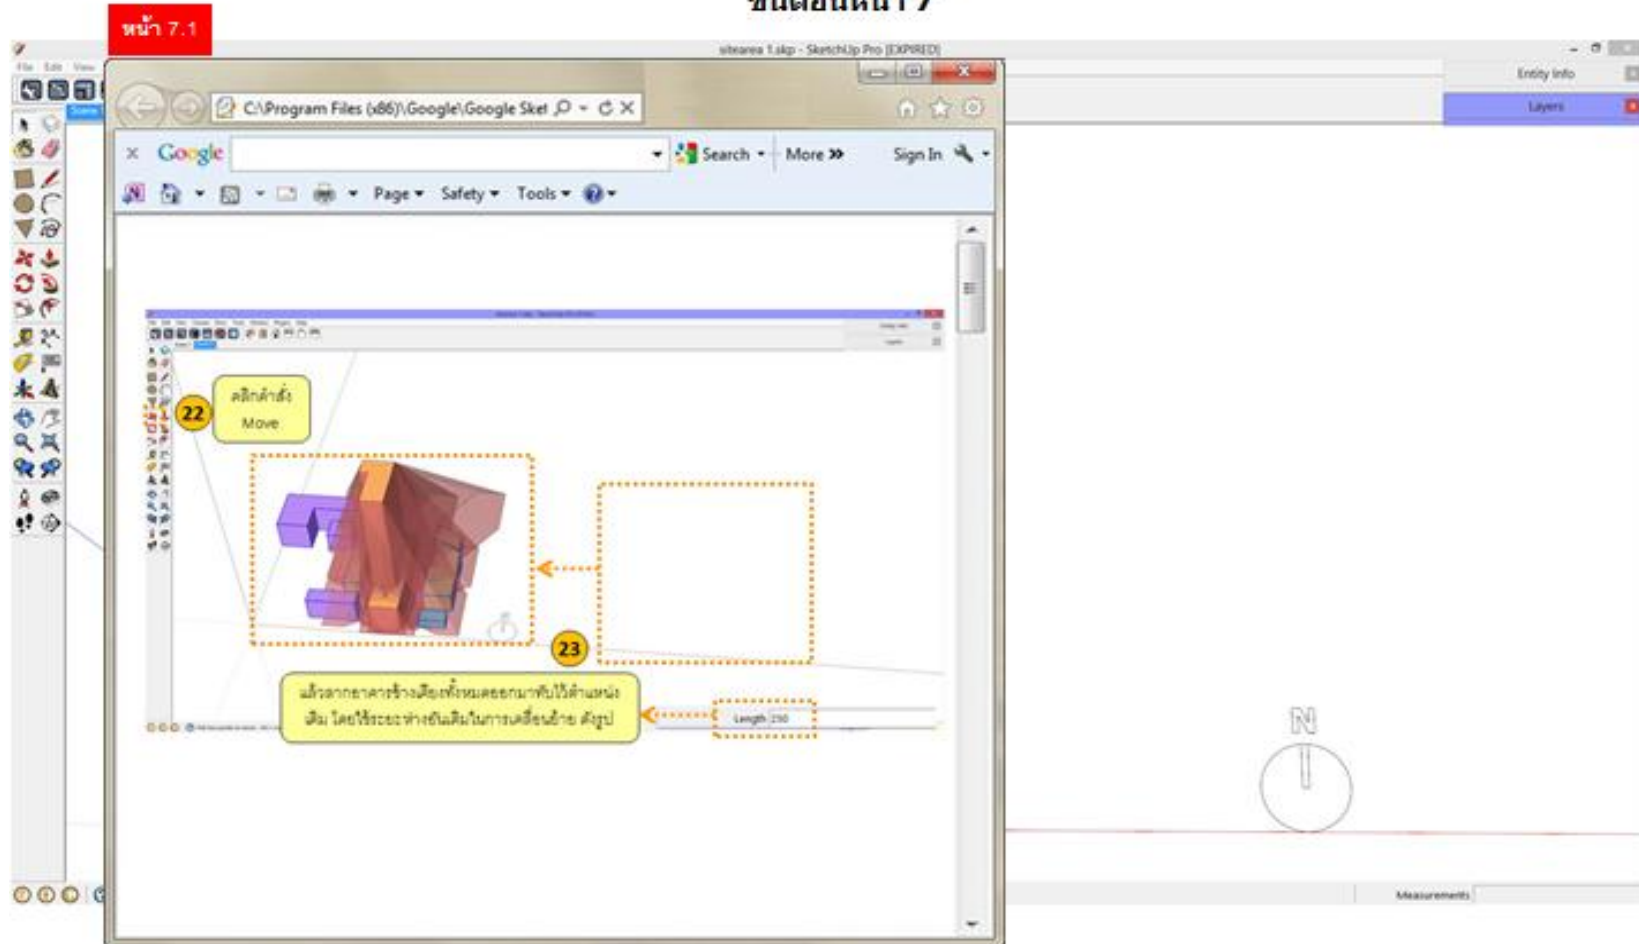 ขั้นตอนหน้า 7
หน้า 7.1
sitearea 1.skp - SketchUp Pro [EXPIRED]
File Edit View
Entity Info
Layers
Scene
C:\Program Files (x86)\Google\Google Sket
Google
Search
More
Sign In
Page
Safety
Tools
22
คลิกคำสั่ง
Move
23
แล้วลากอาคารข้างเคียงทั้งหมดออกมาทับไว้ตำแหน่ง
เดิม โดยใช้ระยะห่างอันเดิมในการเคลื่อนย้าย ดังรูป
Length 250
N
Measurements